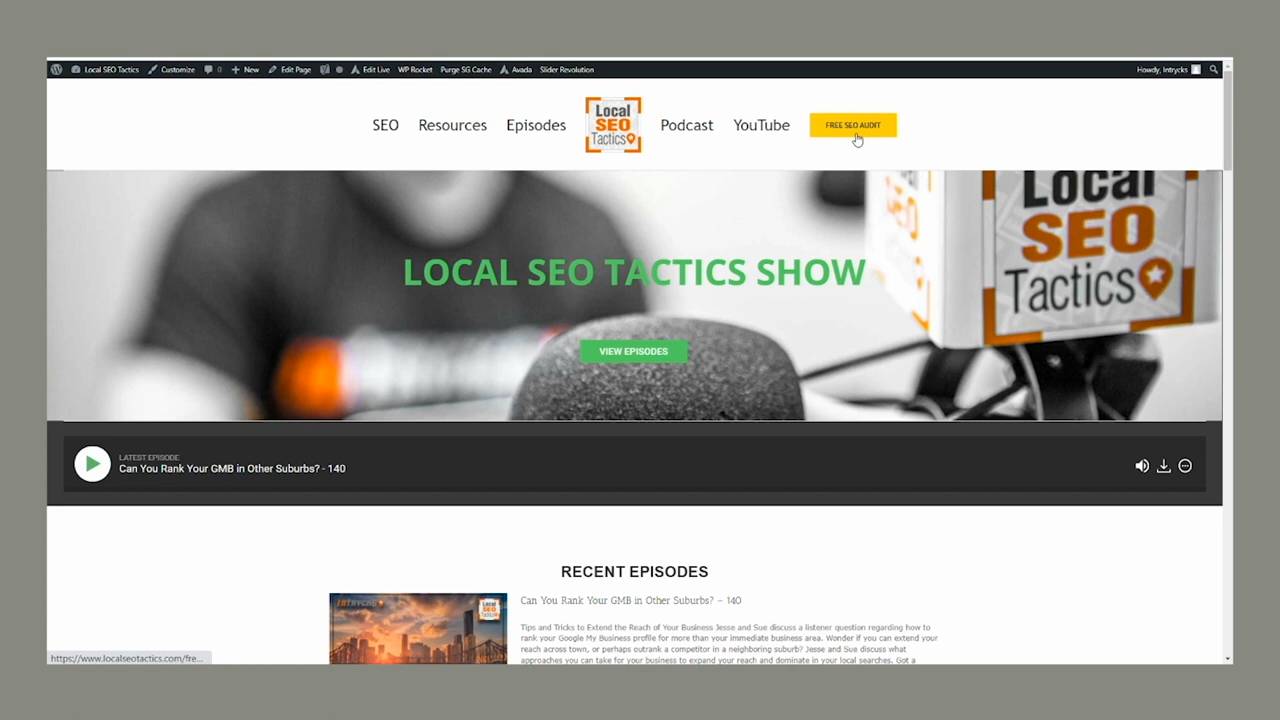 Local SEO Tactics Customize 0 New Edit Page Edit Live WP Rocket Purge SG Cache Avada Slider Revolution Howdy, Intrycks
SEO Resources Episodes Podcast YouTube FREE SEO AUDIT
Local
SEO
Tactics
Local
SEO
Tactics
LOCAL SEO TACTICS SHOW
VIEW EPISODES
LATEST EPISODE
Can You Rank Your GMB in Other Suburbs? - 140
RECENT EPISODES
INTRYCKS
Local
SEO
Tactics
Can You Rank Your GMB in Other Suburbs? – 140
Tips and Tricks to Extend the Reach of Your Business Jesse and Sue discuss a listener question regarding how to
rank your Google My Business profile for more than your immediate business area. Wonder if you can extend your
reach across town, or perhaps outrank a competitor in a neighboring suburb? Jesse and Sue discuss what
approaches you can take for your business to expand your reach and dominate in your local searches. Got a
https://www.localseotactics.com/fre...